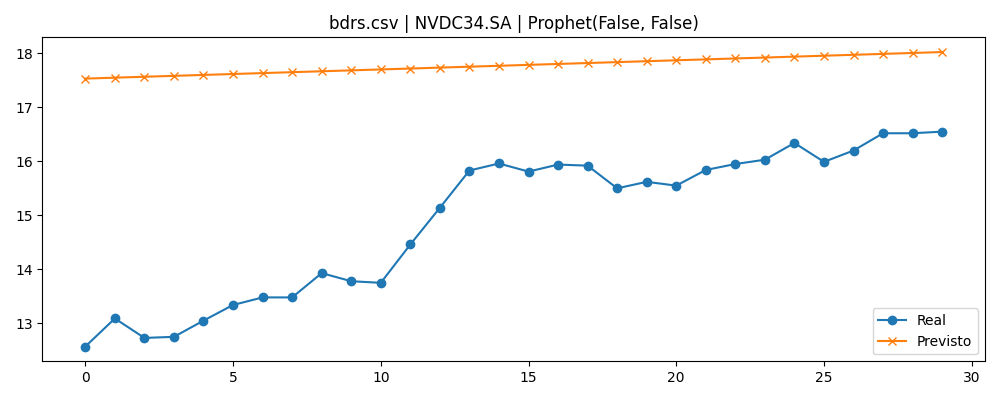 bdrs.csv | NVDC34.SA | Prophet(False, False)
18
17
16
15
14
13
0 5 10 15 20 25 30
Real
Previsto